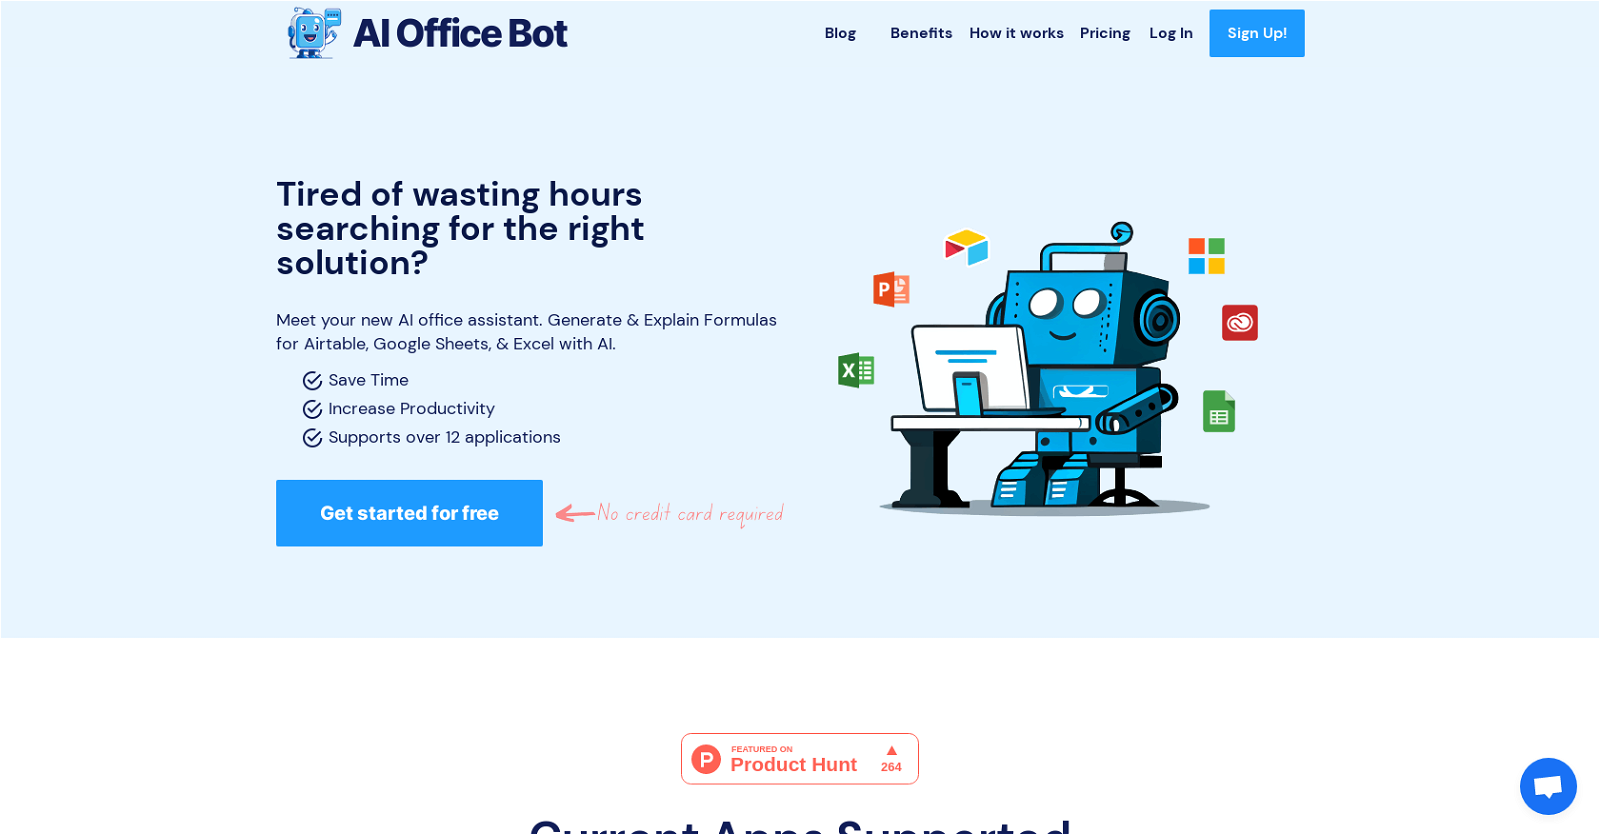 AI Office Bot
Blog Benefits How it works Pricing Log In Sign Up!
Tired of wasting hours
searching for the right
solution?
Meet your new AI office assistant. Generate & Explain Formulas
for Airtable, Google Sheets, & Excel with AI.
Save Time
Increase Productivity
Supports over 12 applications
Get started for free
No credit card required
P
X
P
FEATURED ON
Product Hunt
264
Current Apps Supported